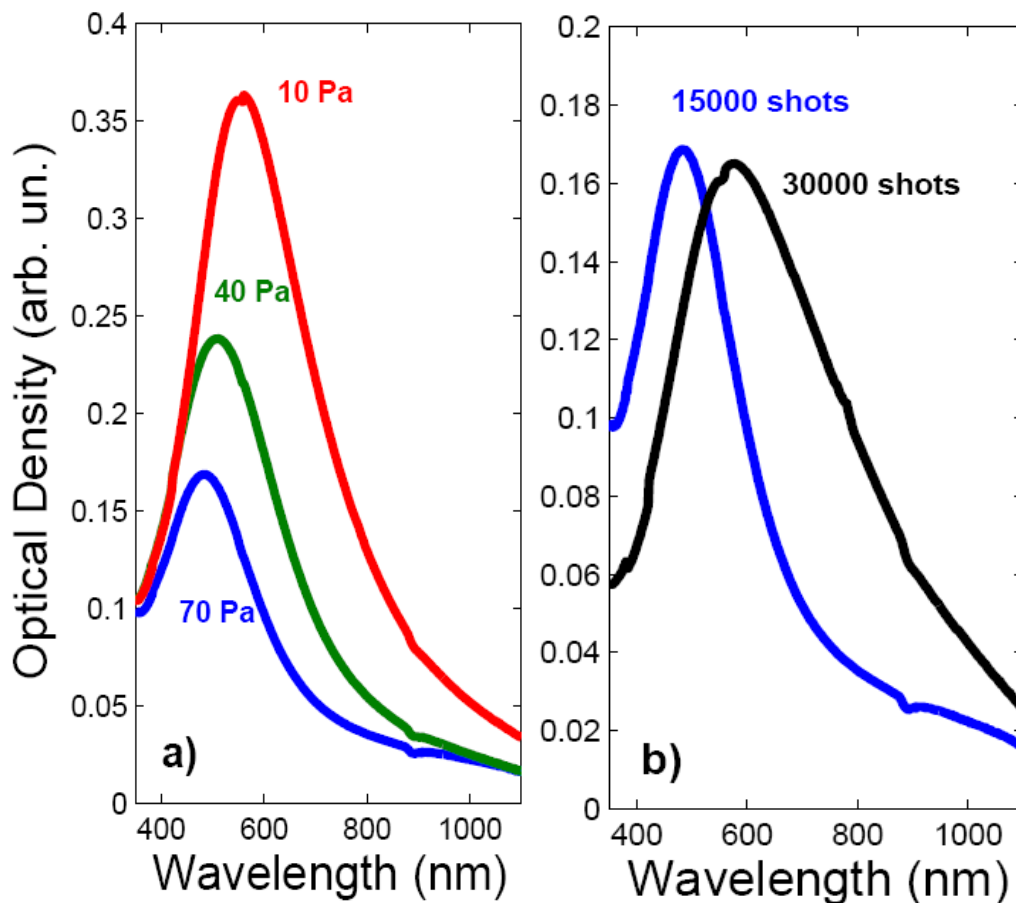 Optical Density (arb. un.)
0.4
0.35
0.3
0.25
0.2
0.15
0.1
0.05
0
10 Pa
40 Pa
70 Pa
a)
400 600 800 1000
Wavelength (nm)
0.2
0.18
0.16
0.14
0.12
0.1
0.08
0.06
0.04
0.02
0
15000 shots
30000 shots
b)
400 600 800 1000
Wavelength (nm)